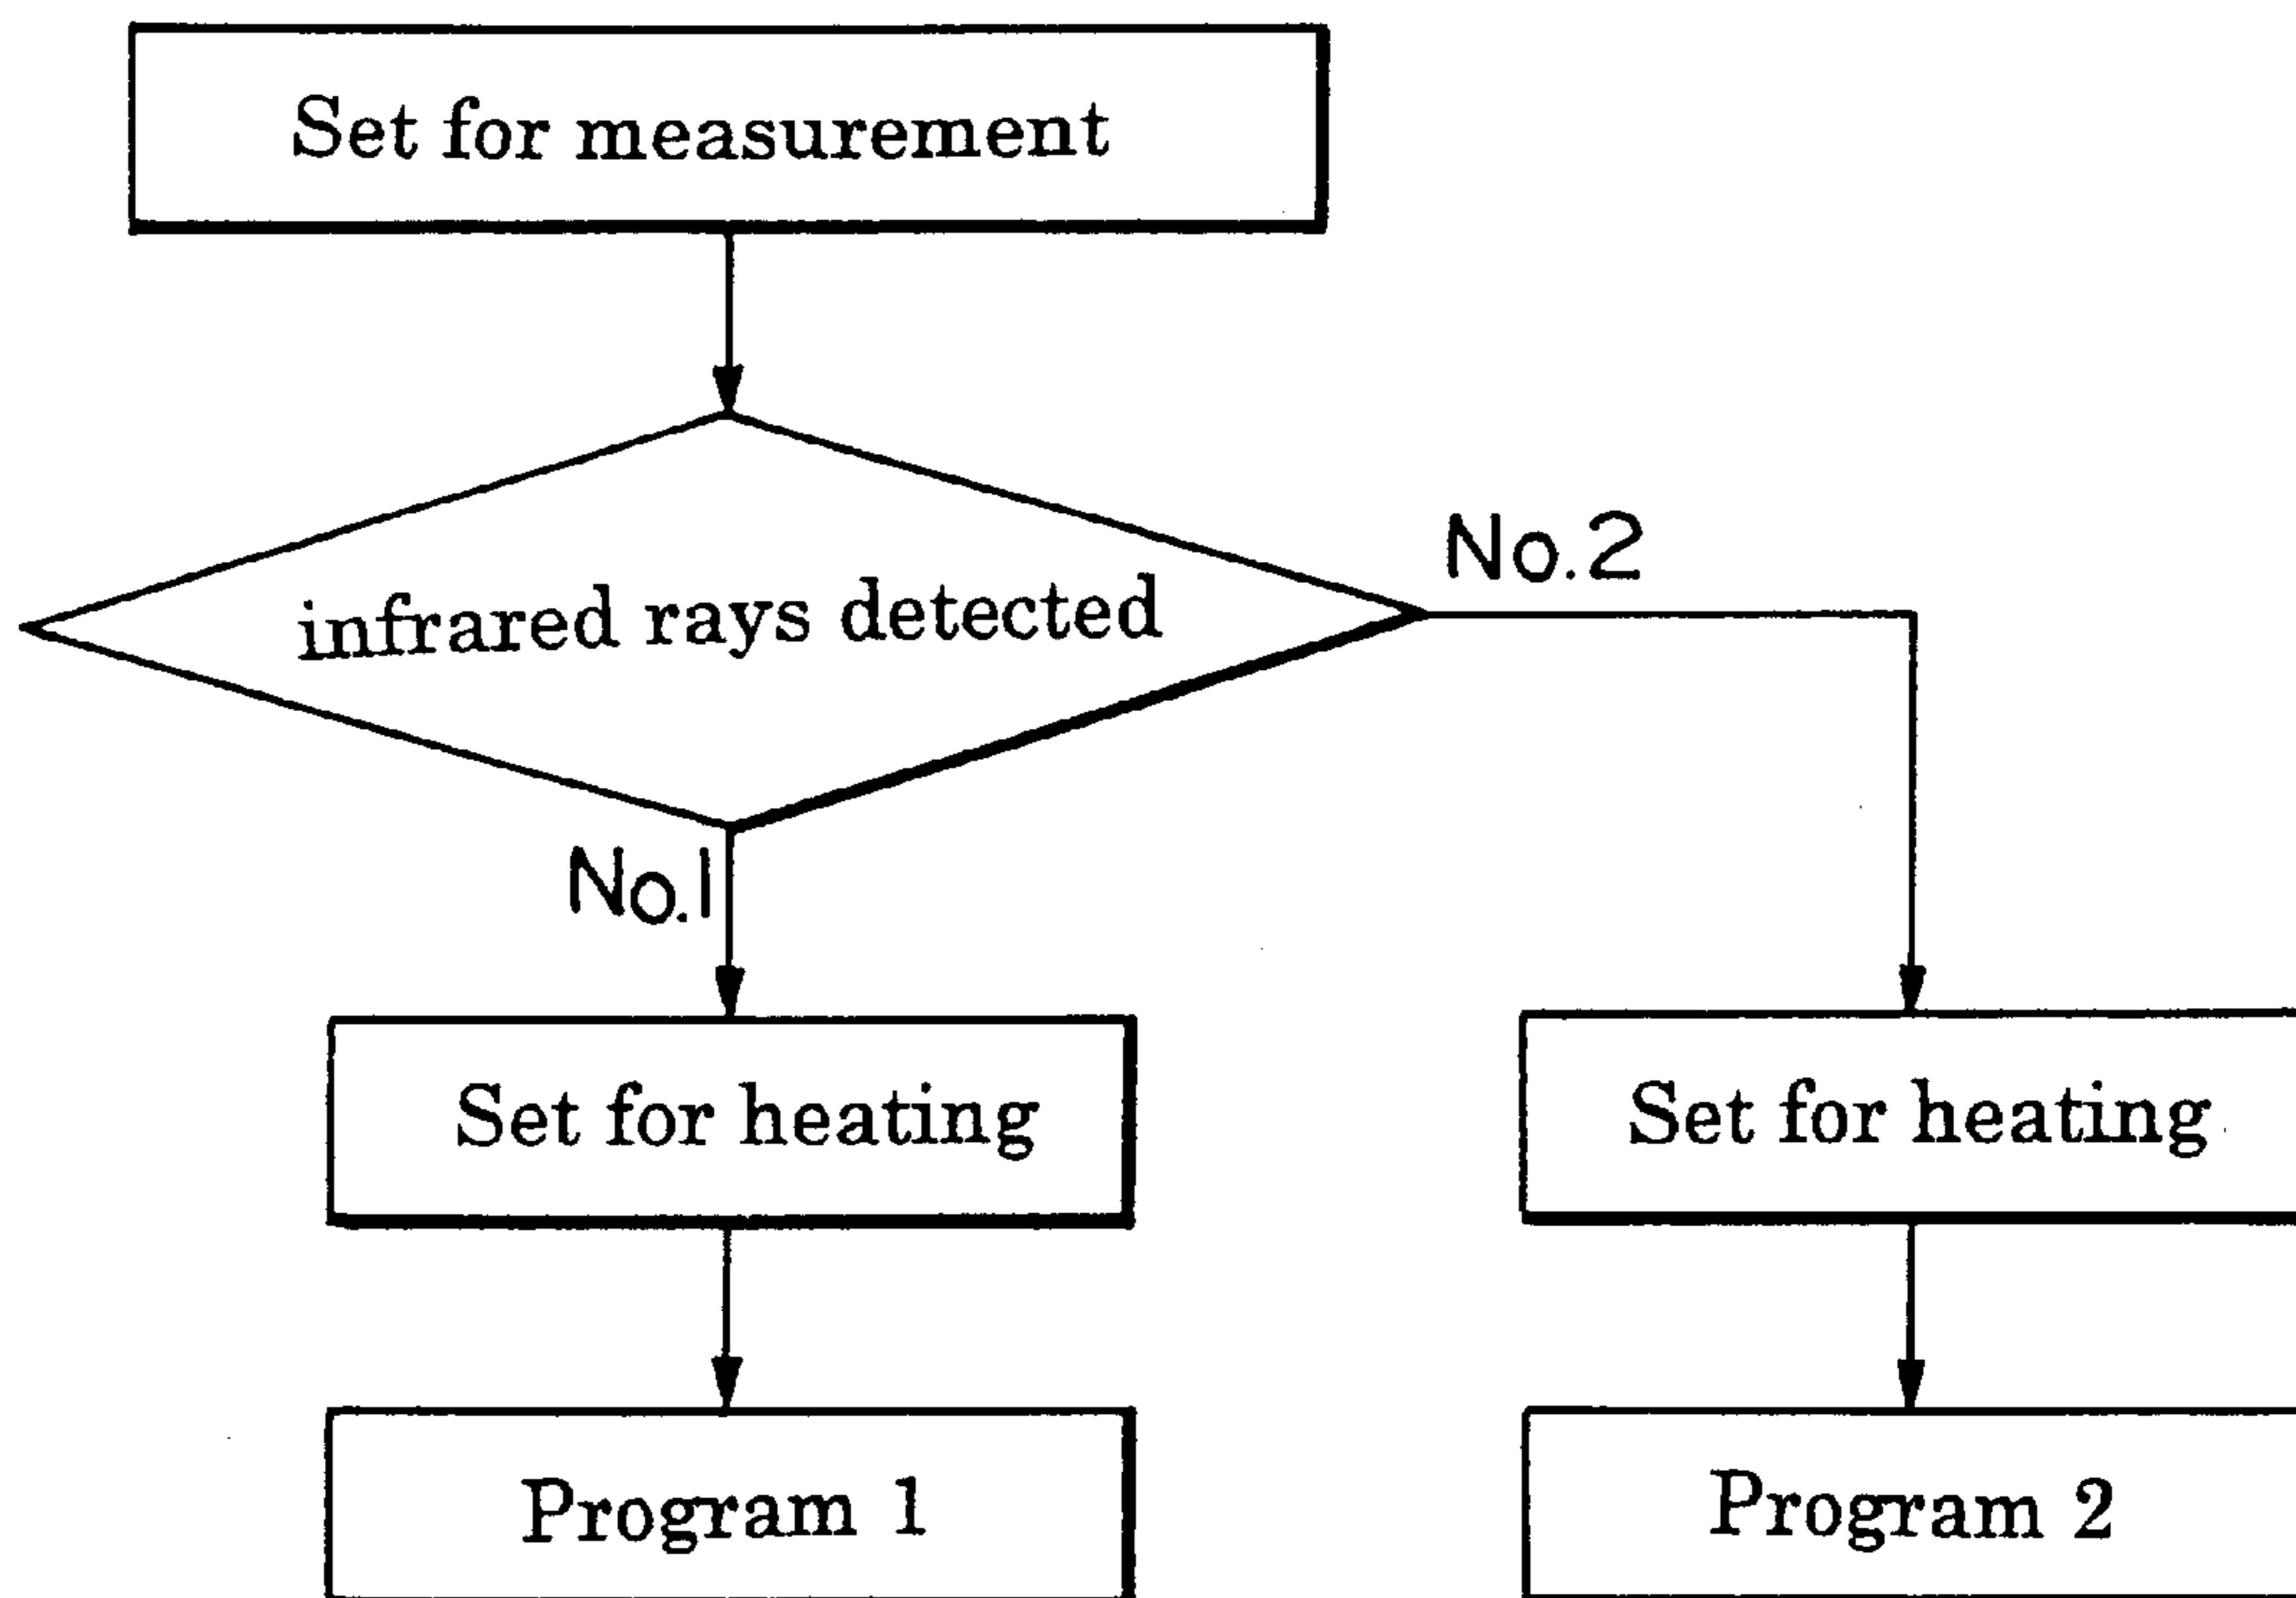 Set for measurement
infrared rays detected
No.2
No.1
Set for heating
Set for heating
Program 1
Program 2